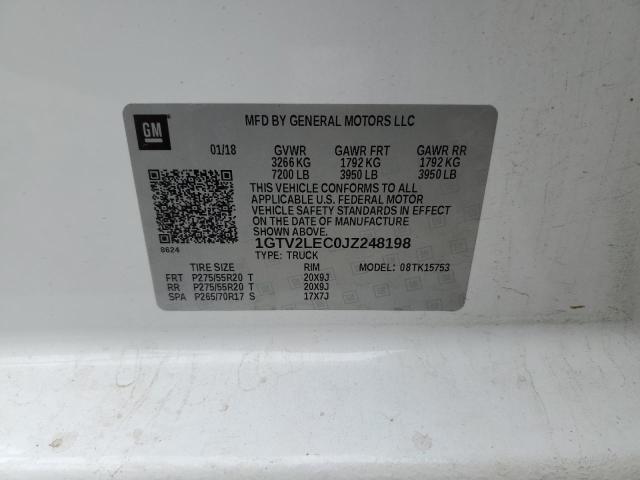 GM
MFD BY GENERAL MOTORS LLC
01/18 GVWR GAWR FRT GAWR RR
3266 KG 1792 KG 1792 KG
7200 LB 3950 LB 3950 LB
THIS VEHICLE CONFORMS TO ALL
APPLICABLE U.S. FEDERAL MOTOR
VEHICLE SAFETY STANDARDS IN EFFECT
ON THE DATE OF MANUFACTURE
SHOWN ABOVE.
8624
1GTV2LEC0JZ248198
TYPE: TRUCK
TIRE SIZE RIM MODEL: 08TK15753
FRT P275/55R20 T 20X9J
RR P275/55R20 T 20X9J
SPA P265/70R17 S 17X7J